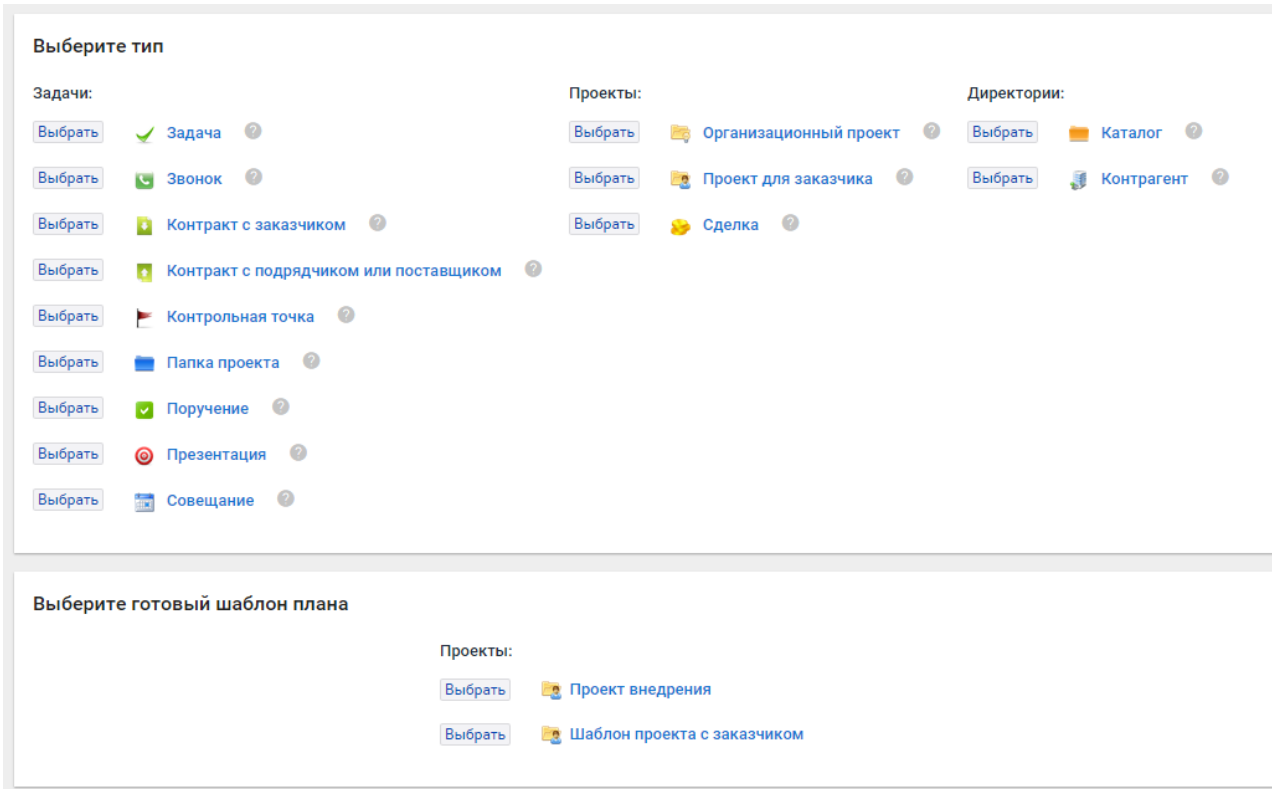 Выберите тип
Задачи: Проекты: Директории:
Выбрать Задача ? Выбрать Организационный проект ? Выбрать Каталог ?
Выбрать Звонок ? Выбрать Проект для заказчика ? Выбрать Контрагент ?
Выбрать Контракт с заказчиком ? Выбрать Сделка ?
Выбрать Контракт с подрядчиком или поставщиком ?
Выбрать Контрольная точка ?
Выбрать Папка проекта ?
Выбрать Поручение ?
Выбрать Презентация ?
Выбрать Совещание ?
Выберите готовый шаблон плана
Проекты:
Выбрать Проект внедрения
Выбрать Шаблон проекта с заказчиком